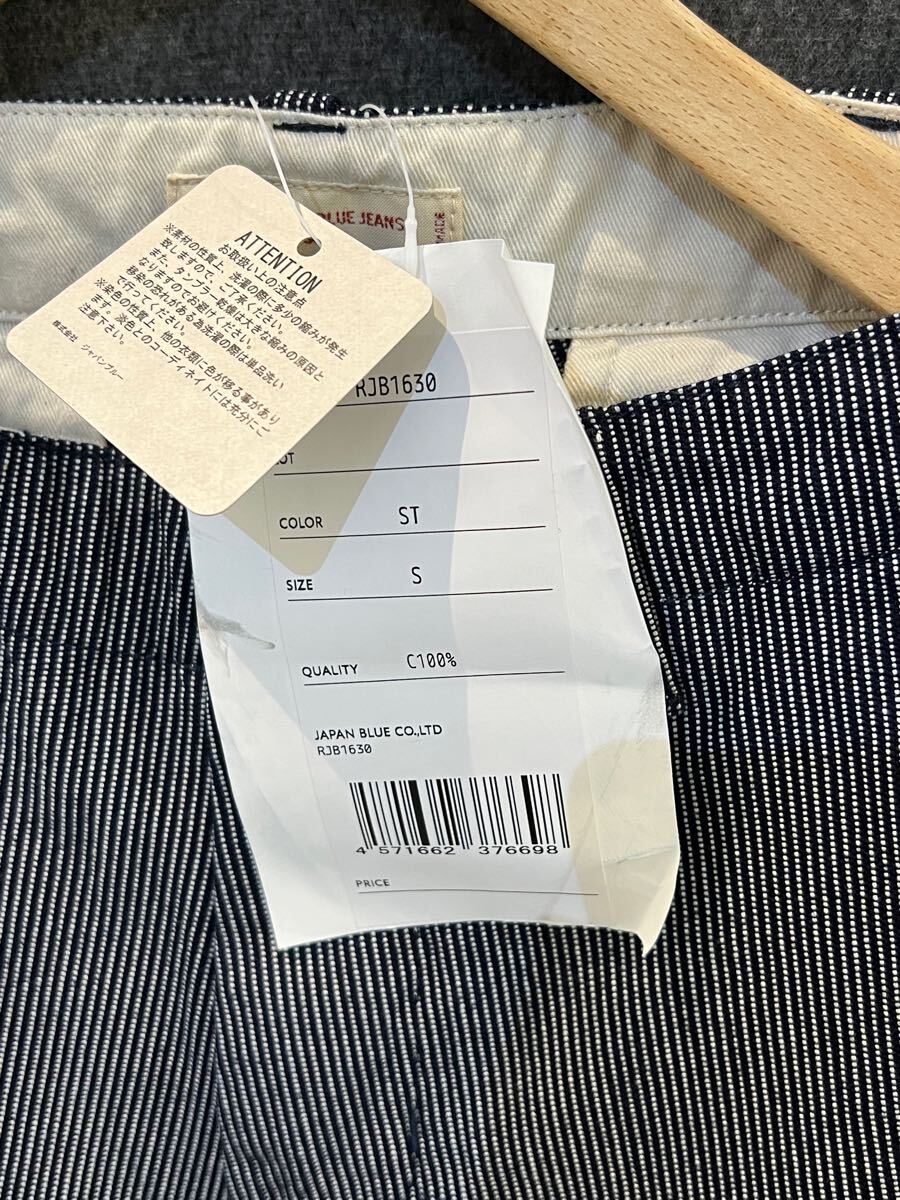 BLUE JEANS
MADE
ATTENTION
お取扱い上の注意点
※素材の性質上、洗濯の際に多少の縮みが発生
致しますので、ご了承ください。
また、タンブラー乾燥は大きな縮みの原因と
なりますのでお避けください。
移染の恐れがある為洗濯の際は単品洗い
で行ってください。
※染色の性質上、他の衣類に色が移る事があり
ます。淡色とのコーディネイトには充分にご
注意下さい。
株式会社 ジャパンブルー
RJB1630
COLOR ST
SIZE S
QUALITY C100%
JAPAN BLUE CO.,LTD
RJB1630
4 571662 376698
PRICE